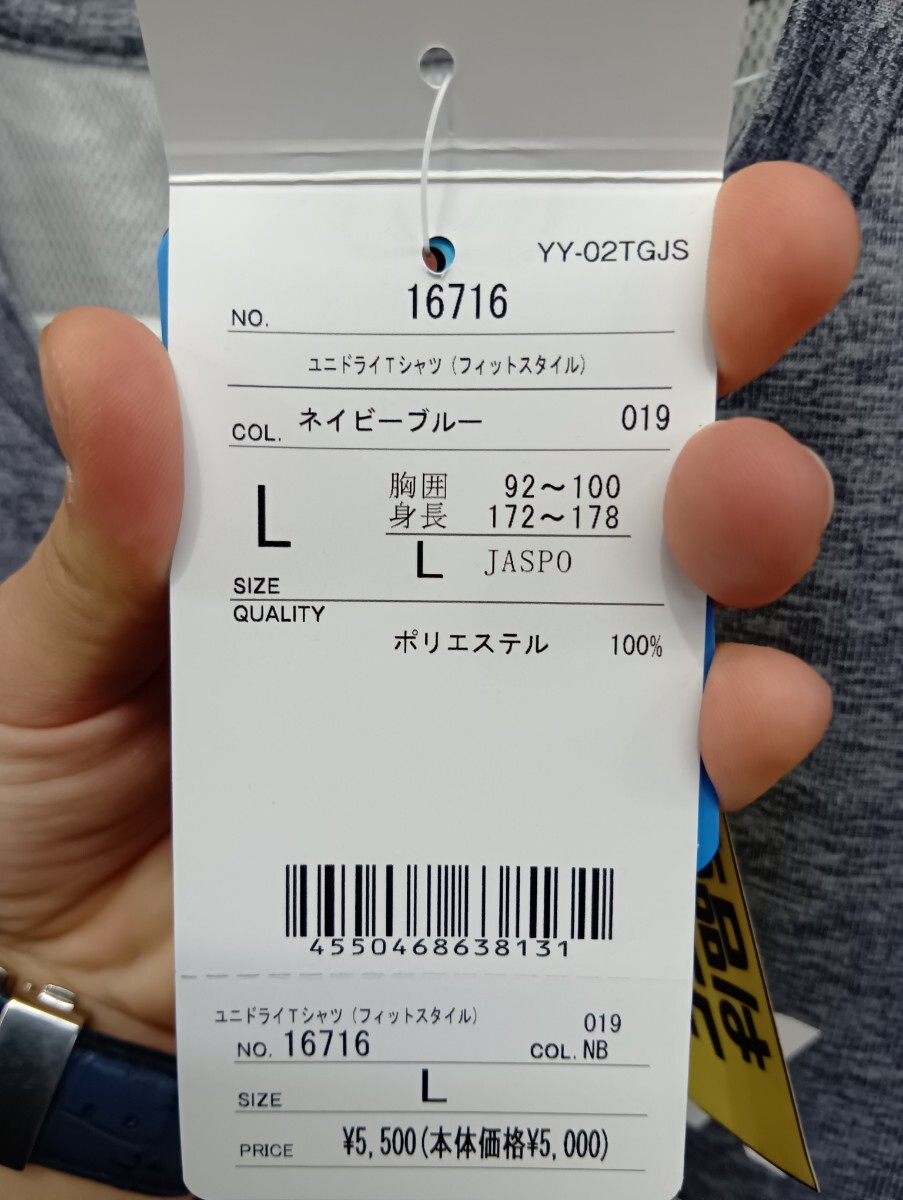 YY-02TGJS
NO. 16716
ユニドライTシャツ(フィットスタイル)
COL. ネイビーブルー 019
胸囲 92～100
L 身長 172～178
L JASPO
SIZE
QUALITY
ポリエステル 100%
4550468638131
ユニドライTシャツ(フィットスタイル)
019
NO. 16716 COL. NB
SIZE L
PRICE ¥5,500(本体価格¥5,000)
品は